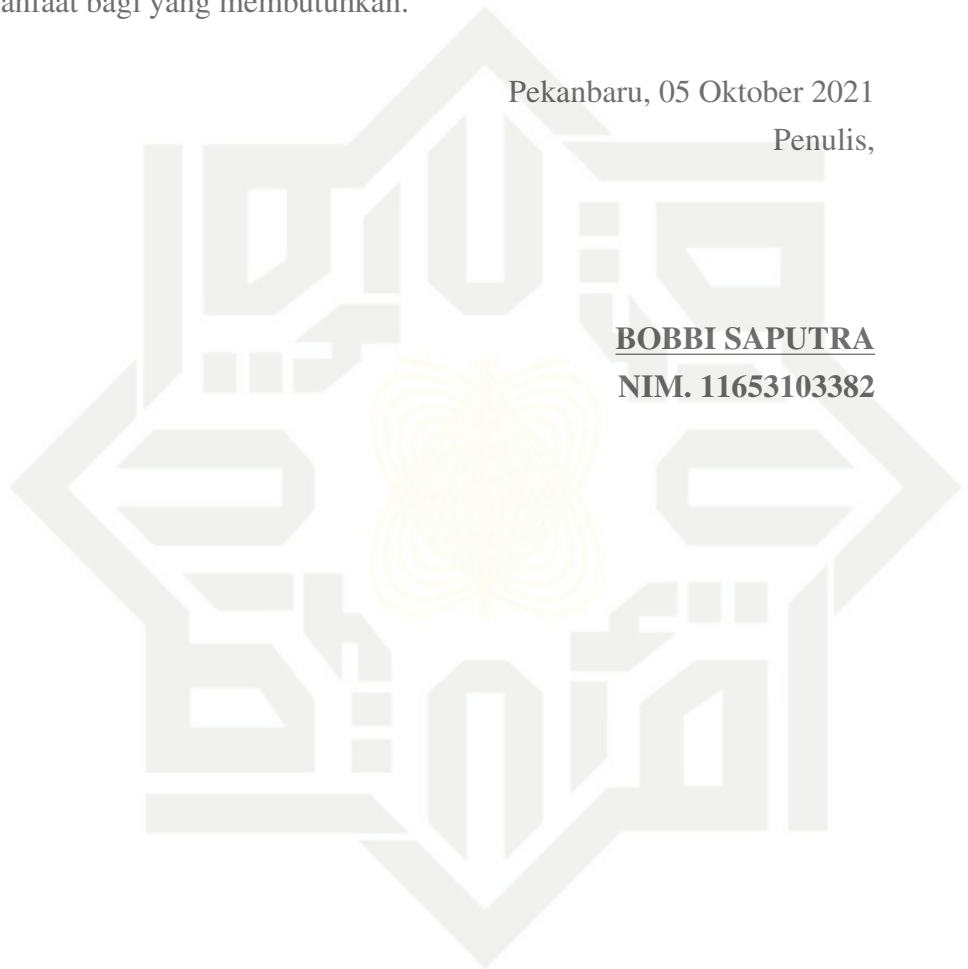 anfaat bagi yang membutuhkan.
Pekanbaru, 05 Oktober 2021
Penulis,
BOBBI SAPUTRA
NIM. 11653103382